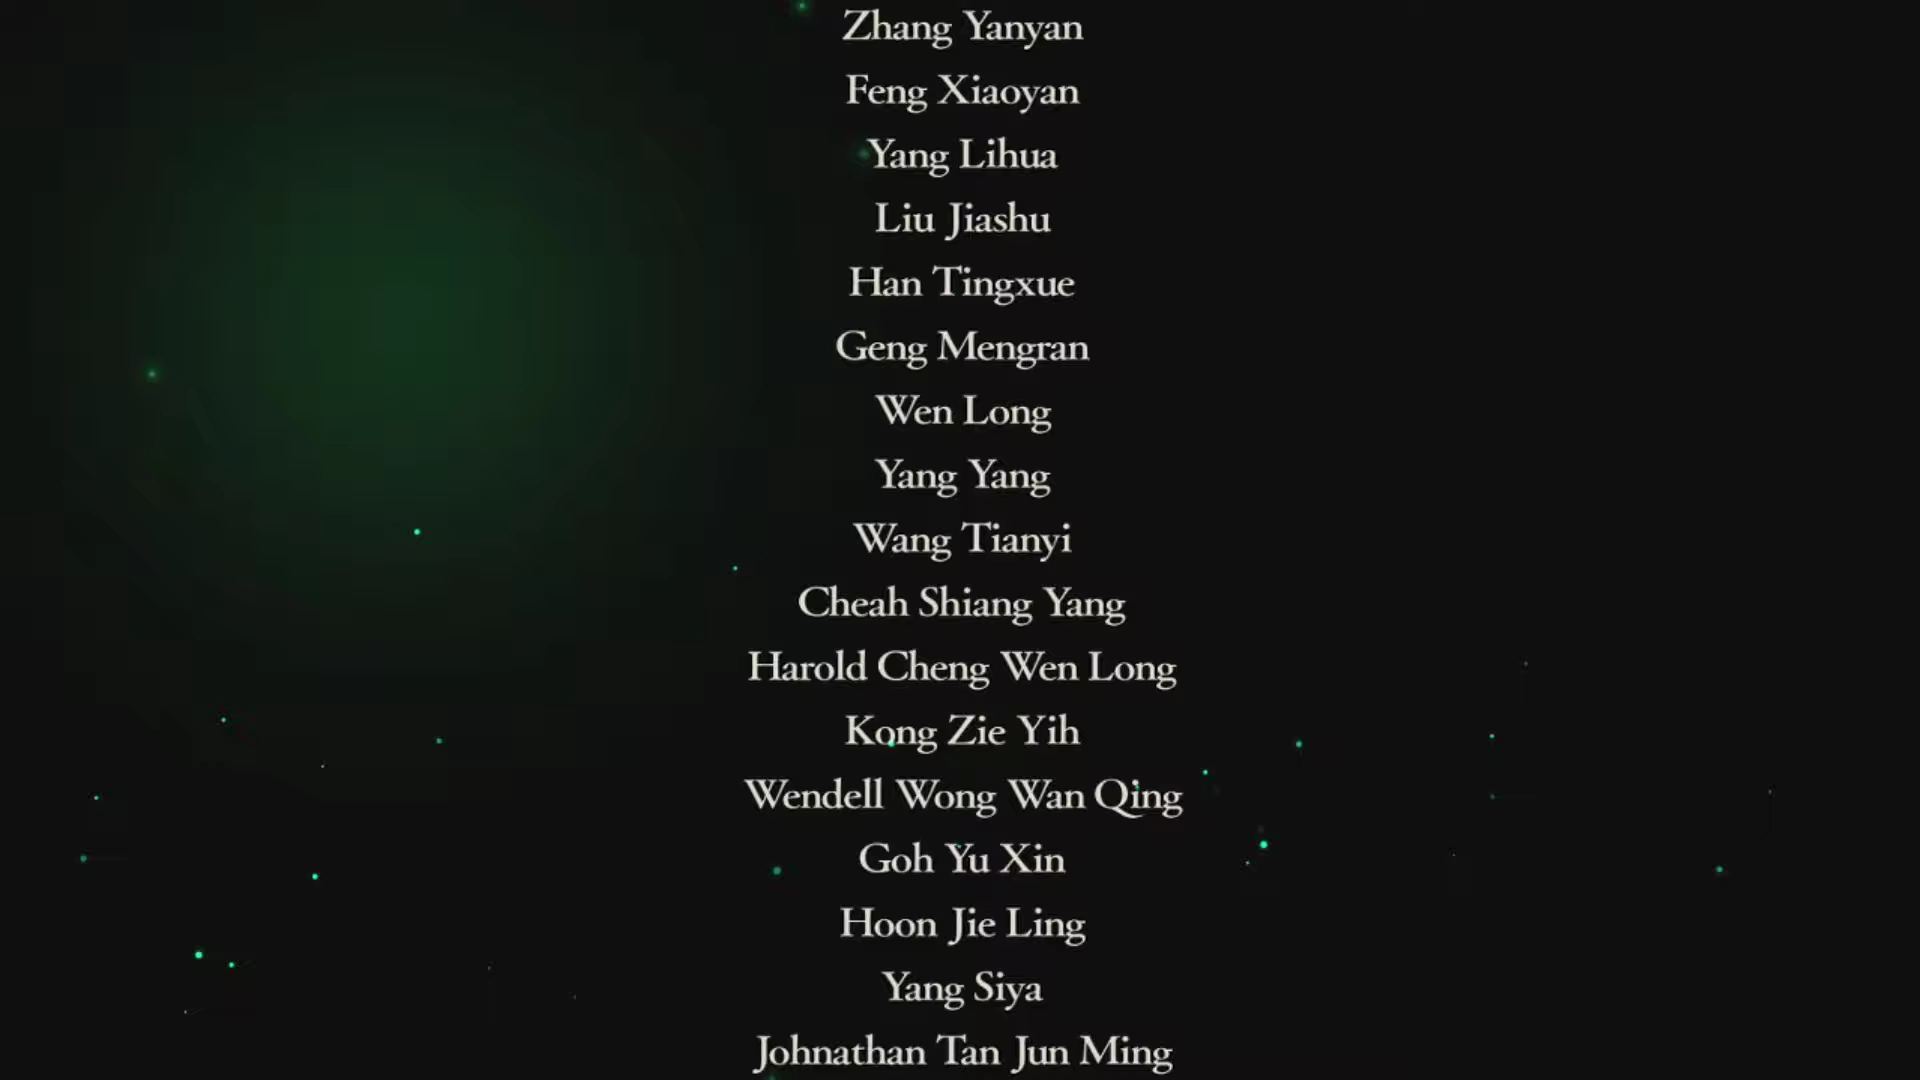 Zhang Yanyan
Feng Xiaoyan
Yang Lihua
Liu Jiashu
Han Tingxue
Geng Mengran
Wen Long
Yang Yang
Wang Tianyi
Cheah Shiang Yang
Harold Cheng Wen Long
Kong Zie Yih
Wendell Wong Wan Qing
Goh Yu Xin
Hoon Jie Ling
Yang Siya
Johnathan Tan Jun Ming